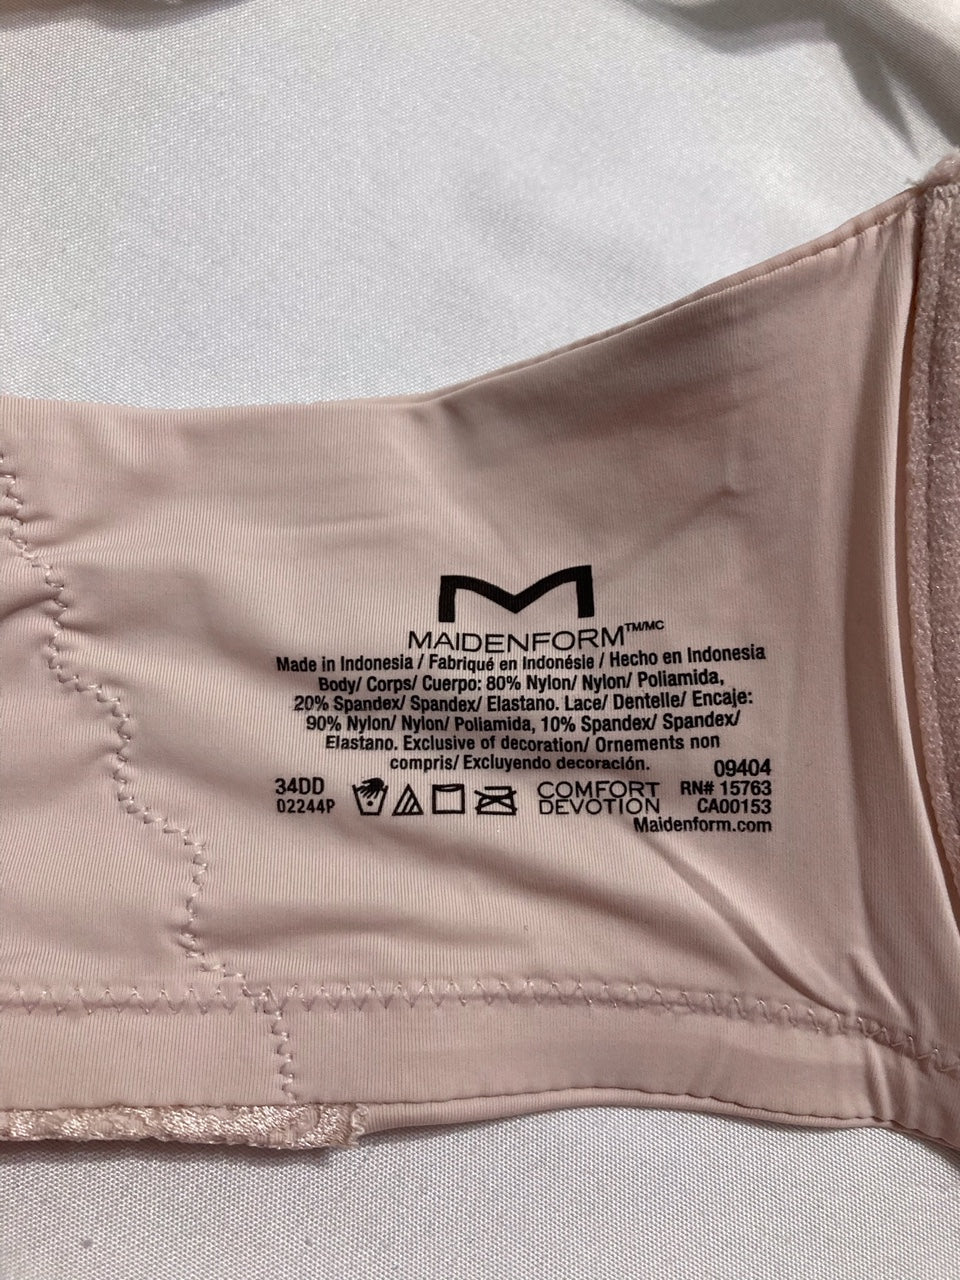 MAIDENFORM™/MC
Made in Indonesia / Fabriqué en Indonésie / Hecho en Indonesia
Body/ Corps/ Cuerpo: 80% Nylon/ Nylon/ Poliamida,
20% Spandex/ Spandex/ Elastano. Lace/ Dentelle/ Encaje:
90% Nylon/ Nylon/ Poliamida, 10% Spandex/ Spandex/
Elastano. Exclusive of decoration/ Ornements non
compris/ Excluyendo decoración.
09404
34DD
02244P
COMFORT
DEVOTION
RN# 15763
CA00153
Maidenform.com